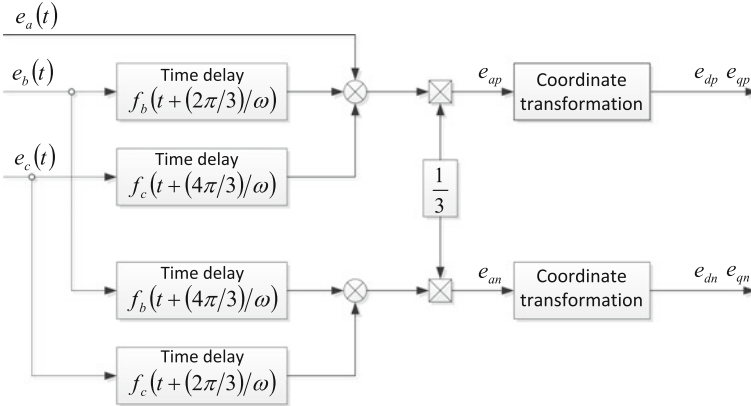 e_a(t)
e_b(t)
Time delay
f_b(t+(2π/3)/ω)
e_ap
Coordinate
transformation
e_dp e_qp
e_c(t)
Time delay
f_c(t+(4π/3)/ω)
1/3
Time delay
f_b(t+(4π/3)/ω)
e_an
Coordinate
transformation
e_dn e_qn
Time delay
f_c(t+(2π/3)/ω)